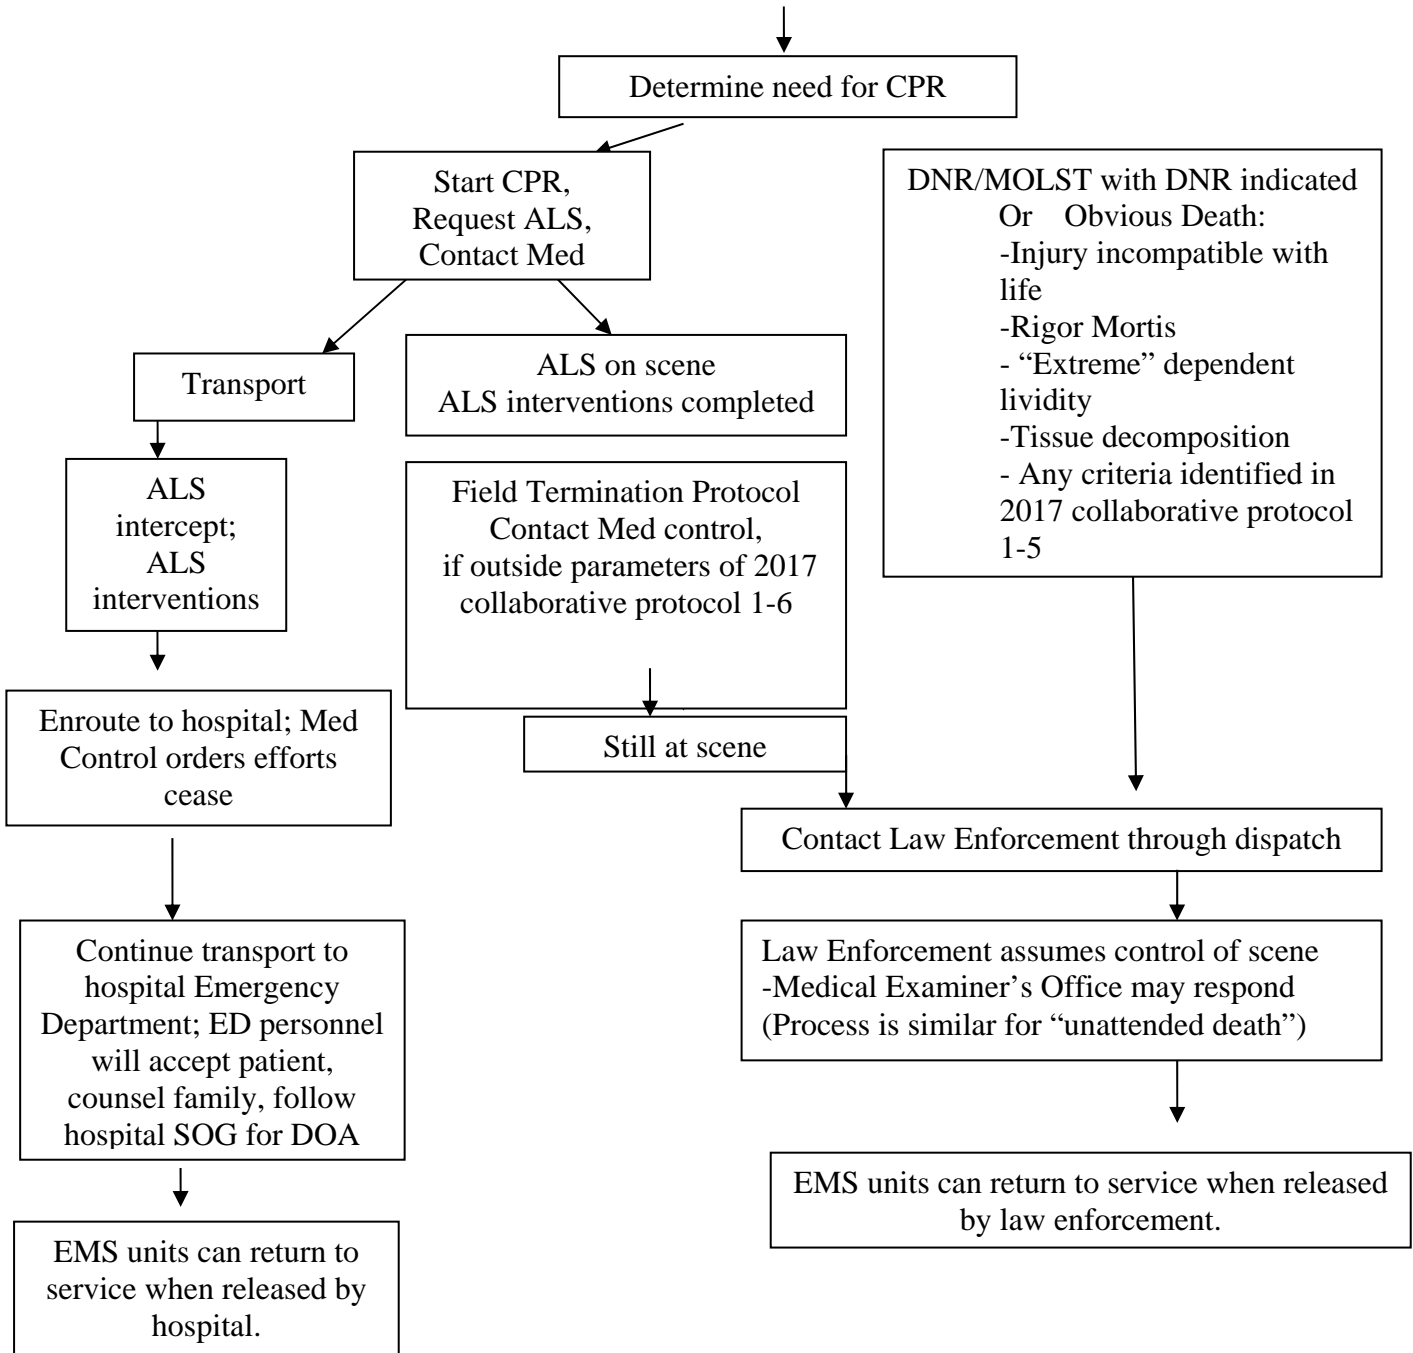 Determine need for CPR
Start CPR,
Request ALS,
Contact Med
DNR/MOLST with DNR indicated
Or Obvious Death:
-Injury incompatible with
life
-Rigor Mortis
- “Extreme” dependent
lividity
-Tissue decomposition
- Any criteria identified in
2017 collaborative protocol
1-5
Transport
ALS on scene
ALS interventions completed
ALS
intercept;
ALS
interventions
Field Termination Protocol
Contact Med control,
if outside parameters of 2017
collaborative protocol 1-6
Enroute to hospital; Med
Control orders efforts
cease
Still at scene
Contact Law Enforcement through dispatch
Continue transport to
hospital Emergency
Department; ED personnel
will accept patient,
counsel family, follow
hospital SOG for DOA
Law Enforcement assumes control of scene
-Medical Examiner’s Office may respond
(Process is similar for “unattended death”)
EMS units can return to service when released
by law enforcement.
EMS units can return to
service when released by
hospital.